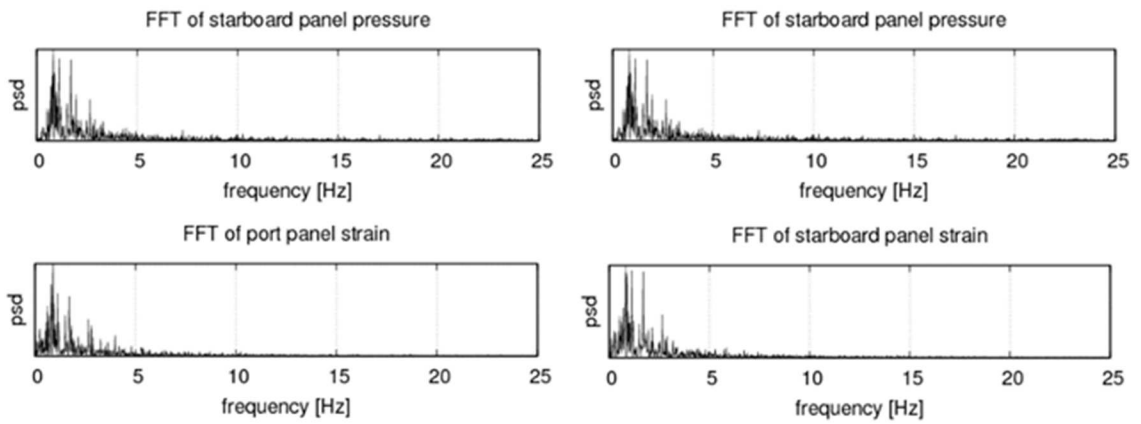 FFT of starboard panel pressure
psd
0 5 10 15 20 25
frequency [Hz]
FFT of starboard panel pressure
psd
0 5 10 15 20 25
frequency [Hz]
FFT of port panel strain
psd
0 5 10 15 20 25
frequency [Hz]
FFT of starboard panel strain
psd
0 5 10 15 20 25
frequency [Hz]